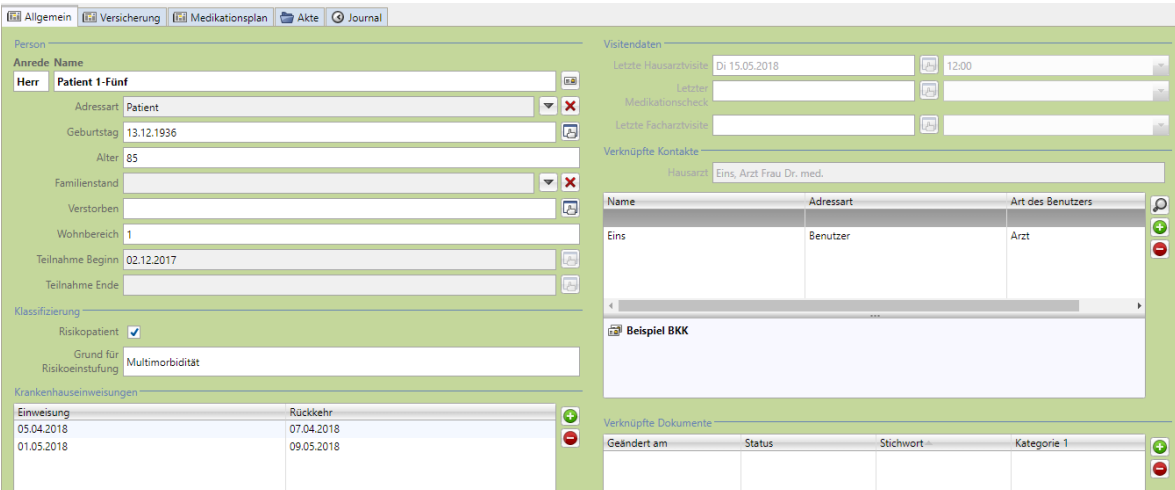 Allgemein Versicherung Medikationsplan Akte Journal
Person
Anrede Name
Herr Patient 1-Fünf
Adressart Patient
Geburtstag 13.12.1936
Alter 85
Familienstand
Verstorben
Wohnbereich 1
Teilnahme Beginn 02.12.2017
Teilnahme Ende
Klassifizierung
Risikopatient
Grund für
Risikoeinstufung Multimorbidität
Krankenhauseinweisungen
Einweisung Rückkehr
05.04.2018 07.04.2018
01.05.2018 09.05.2018
Visitendaten
Letzte Hausarztvisite Di 15.05.2018 12:00
Letzter
Medikationscheck
Letzte Facharztvisite
Verknüpfte Kontakte
Hausarzt Eins, Arzt Frau Dr. med.
Name Adressart Art des Benutzers
Eins Benutzer Arzt
Beispiel BKK
Verknüpfte Dokumente
Geändert am Status Stichwort Kategorie 1